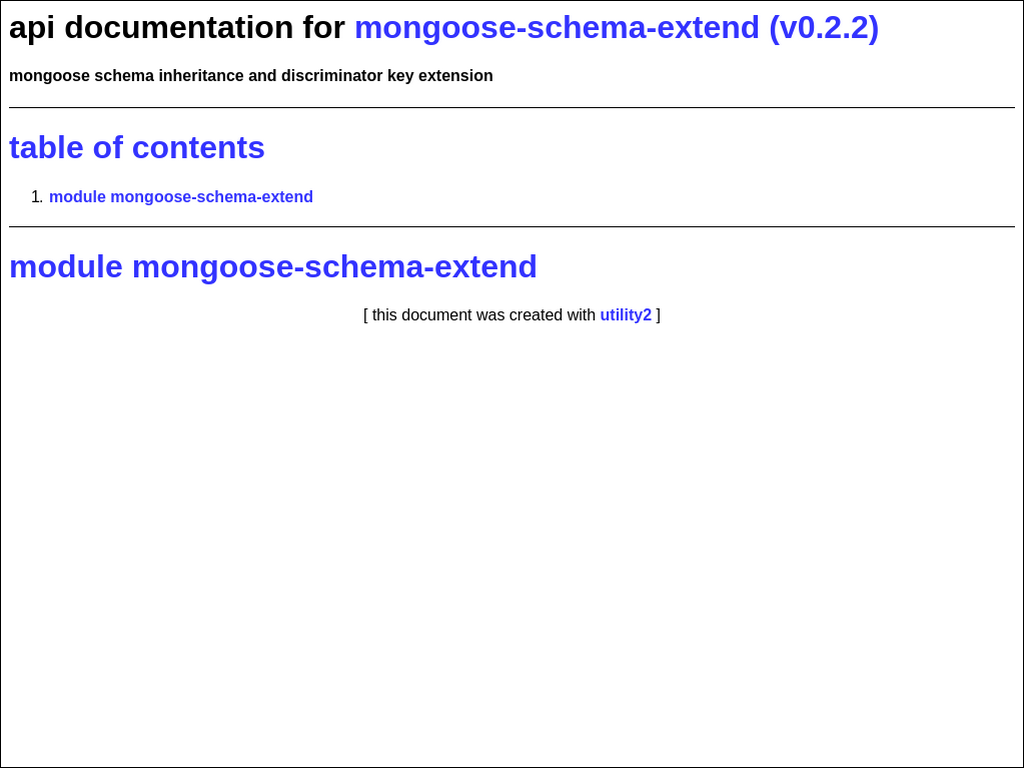 api documentation for mongoose-schema-extend (v0.2.2)
mongoose schema inheritance and discriminator key extension
table of contents
1. module mongoose-schema-extend
module mongoose-schema-extend
[ this document was created with utility2 ]